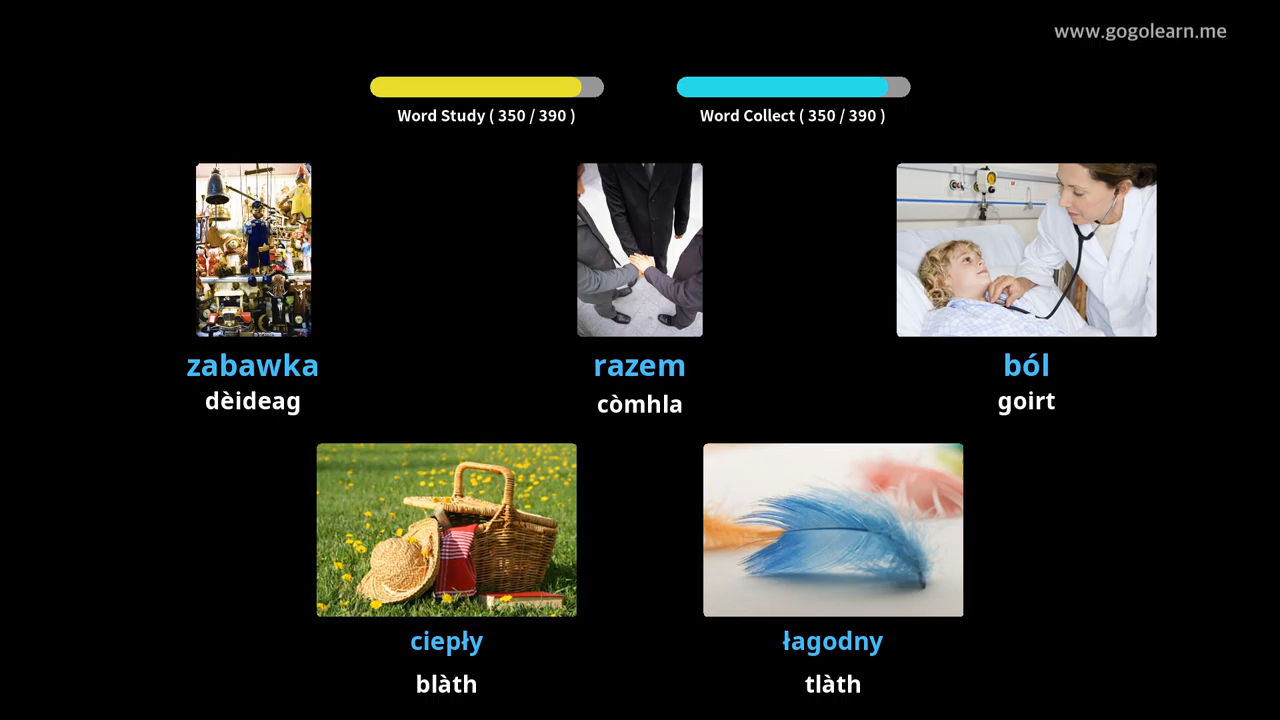 www.gogolearn.me
Word Study ( 350 / 390 )
Word Collect ( 350 / 390 )
zabawka
dèideag
razem
còmhla
ból
goirt
ciepły
blàth
łagodny
tlàth